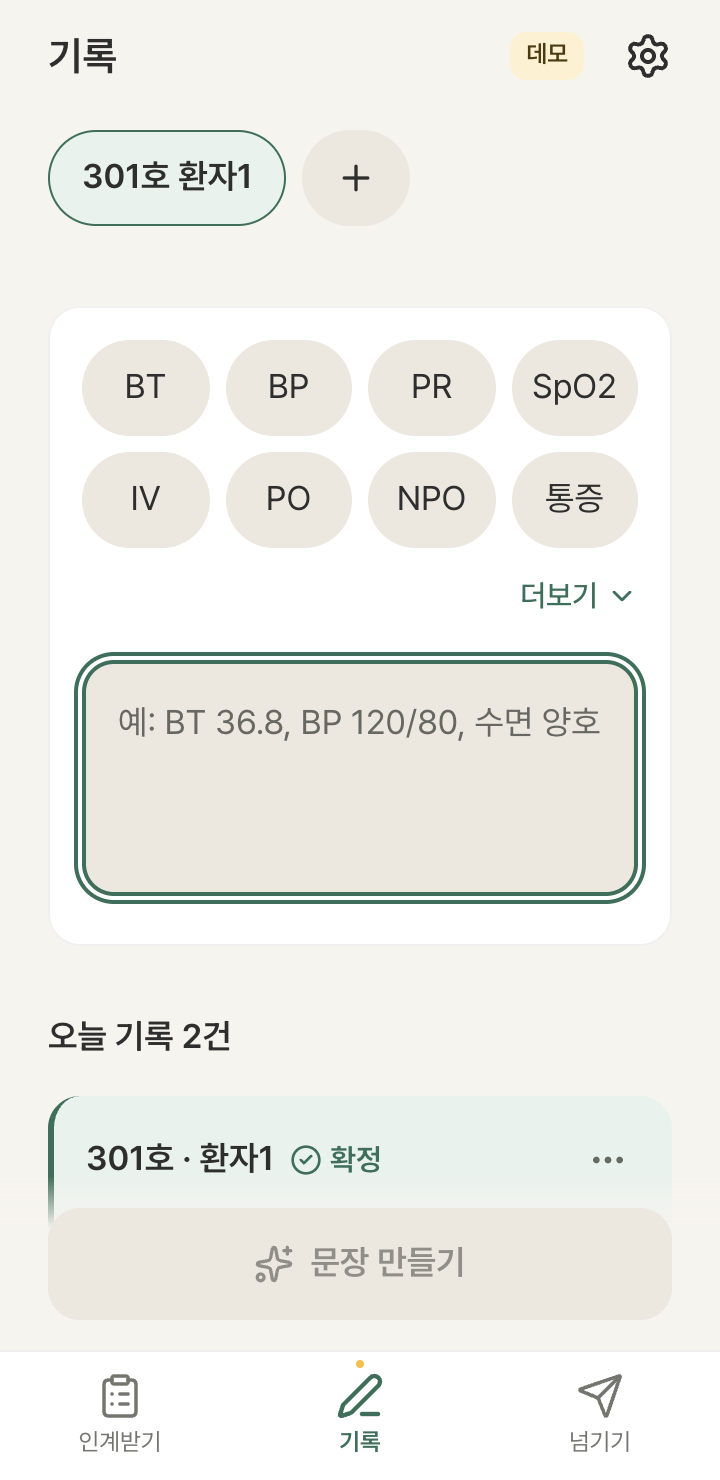 기록
데모
301호 환자1
+
BT BP PR SpO2
IV PO NPO 통증
더보기
예: BT 36.8, BP 120/80, 수면 양호
오늘 기록 2건
301호 · 환자1 확정
문장 만들기
인계받기 기록 넘기기